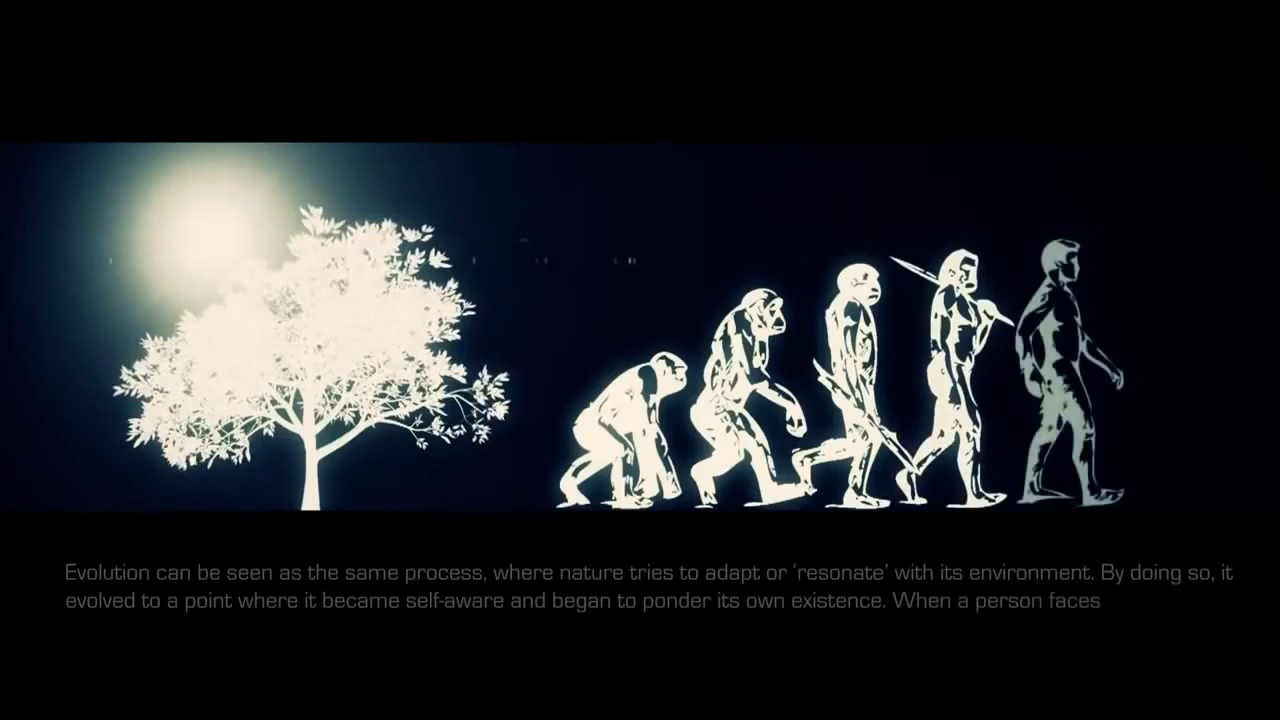 Evolution can be seen as the same process, where nature tries to adapt or ‘resonate’ with its environment. By doing so, it
evolved to a point where it became self-aware and began to ponder its own existence. When a person faces